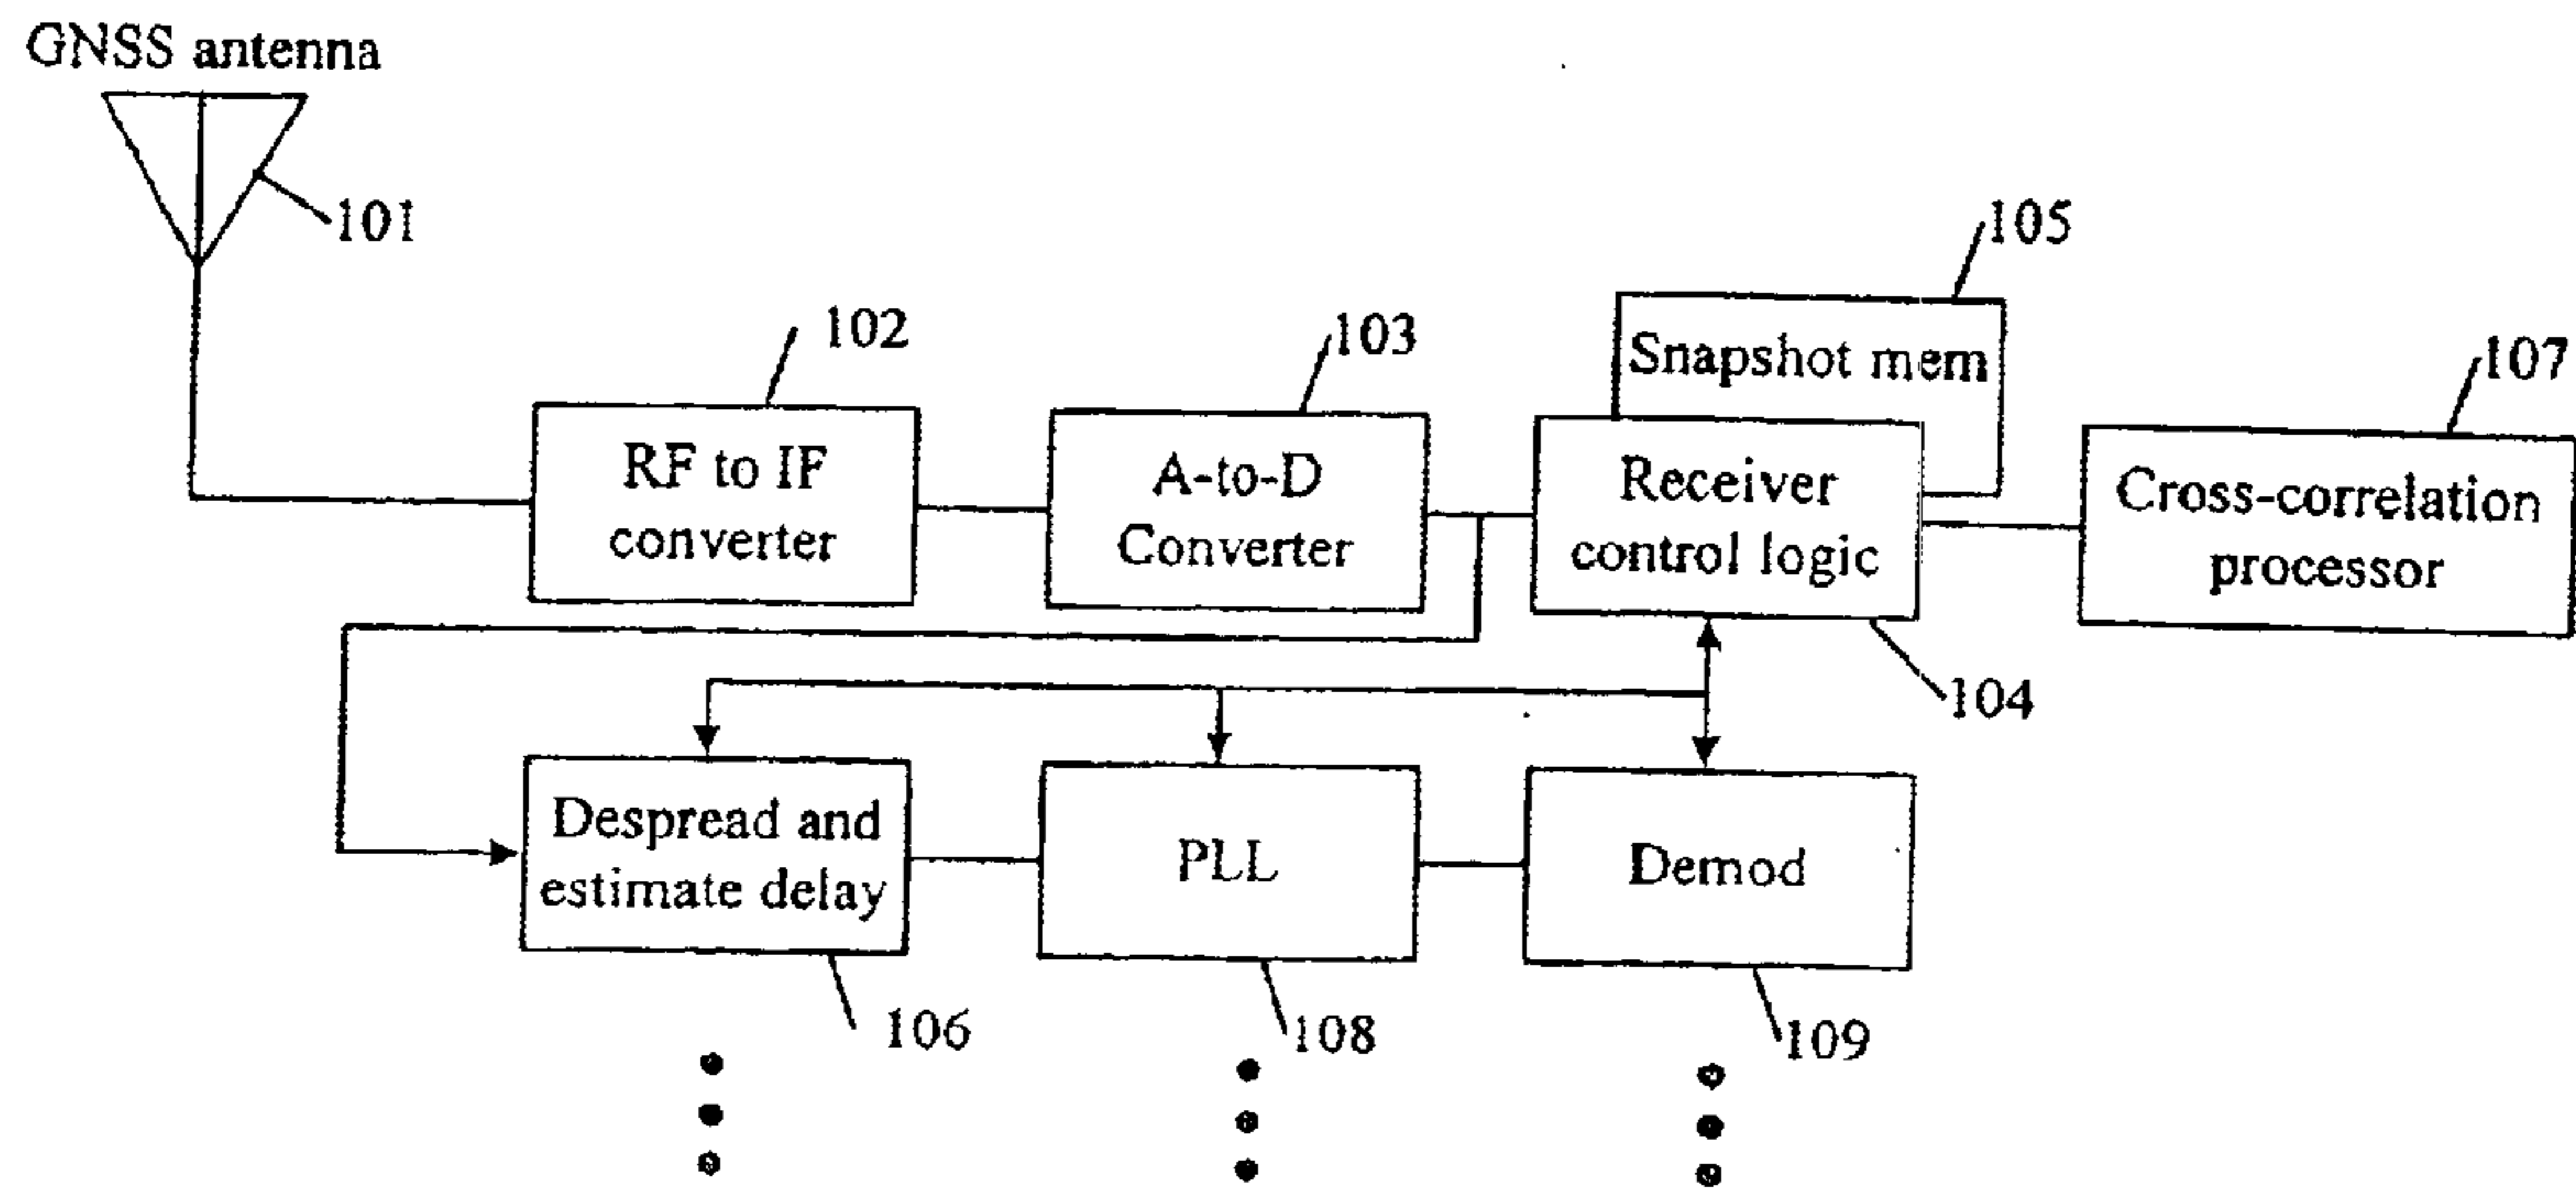 GNSS antenna
101
102
103
105
107
Snapshot mem
RF to IF
converter
A-to-D
Converter
Receiver
control logic
Cross-correlation
processor
104
Despread and
estimate delay
PLL
Demod
106
108
109